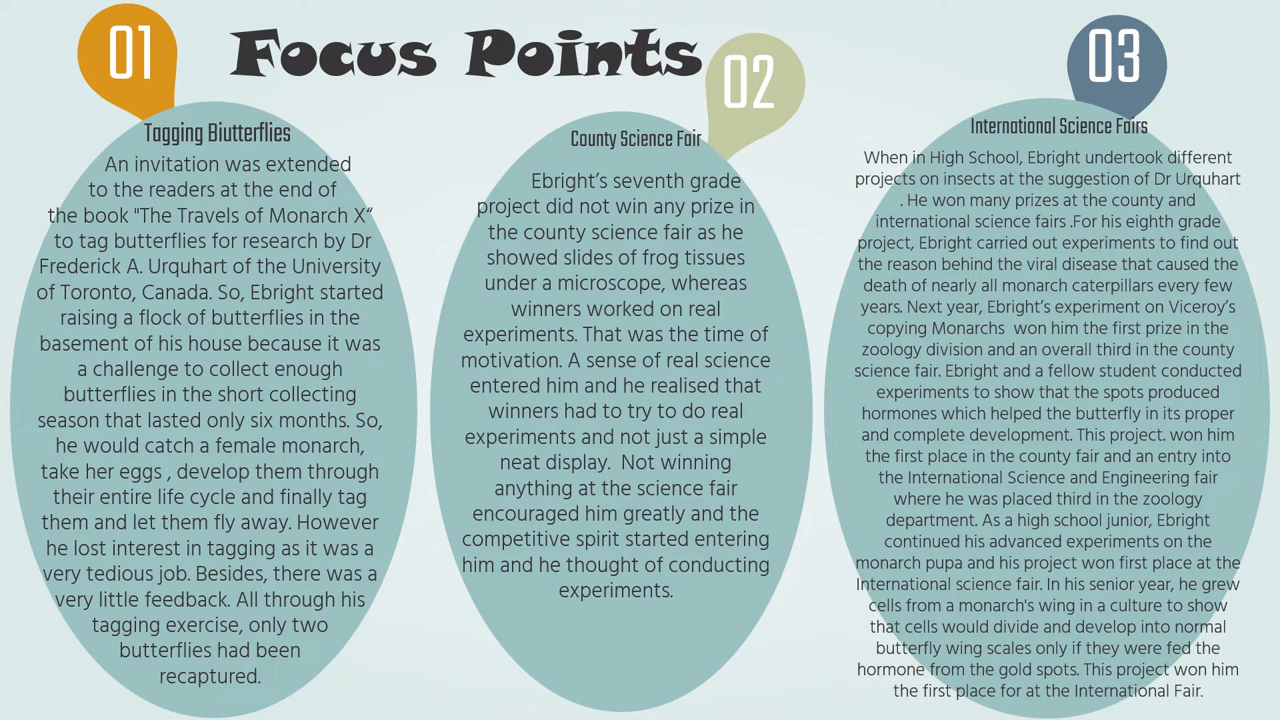 01
Focus Points
02
03
Tagging Biutterflies
An invitation was extended
to the readers at the end of
the book "The Travels of Monarch X“
to tag butterflies for research by Dr
Frederick A. Urquhart of the University
of Toronto, Canada. So, Ebright started
raising a flock of butterflies in the
basement of his house because it was
a challenge to collect enough
butterflies in the short collecting
season that lasted only six months. So,
he would catch a female monarch,
take her eggs , develop them through
their entire life cycle and finally tag
them and let them fly away. However
he lost interest in tagging as it was a
very tedious job. Besides, there was a
very little feedback. All through his
tagging exercise, only two
butterflies had been
recaptured.
County Science Fair
Ebright’s seventh grade
project did not win any prize in
the county science fair as he
showed slides of frog tissues
under a microscope, whereas
winners worked on real
experiments. That was the time of
motivation. A sense of real science
entered him and he realised that
winners had to try to do real
experiments and not just a simple
neat display. Not winning
anything at the science fair
encouraged him greatly and the
competitive spirit started entering
him and he thought of conducting
experiments.
International Science Fairs
When in High School, Ebright undertook different
projects on insects at the suggestion of Dr Urquhart
. He won many prizes at the county and
international science fairs .For his eighth grade
project, Ebright carried out experiments to find out
the reason behind the viral disease that caused the
death of nearly all monarch caterpillars every few
years. Next year, Ebright’s experiment on Viceroy’s
copying Monarchs won him the first prize in the
zoology division and an overall third in the county
science fair. Ebright and a fellow student conducted
experiments to show that the spots produced
hormones which helped the butterfly in its proper
and complete development. This project. won him
the first place in the county fair and an entry into
the International Science and Engineering fair
where he was placed third in the zoology
department. As a high school junior, Ebright
continued his advanced experiments on the
monarch pupa and his project won first place at the
International science fair. In his senior year, he grew
cells from a monarch's wing in a culture to show
that cells would divide and develop into normal
butterfly wing scales only if they were fed the
hormone from the gold spots. This project won him
the first place for at the International Fair.